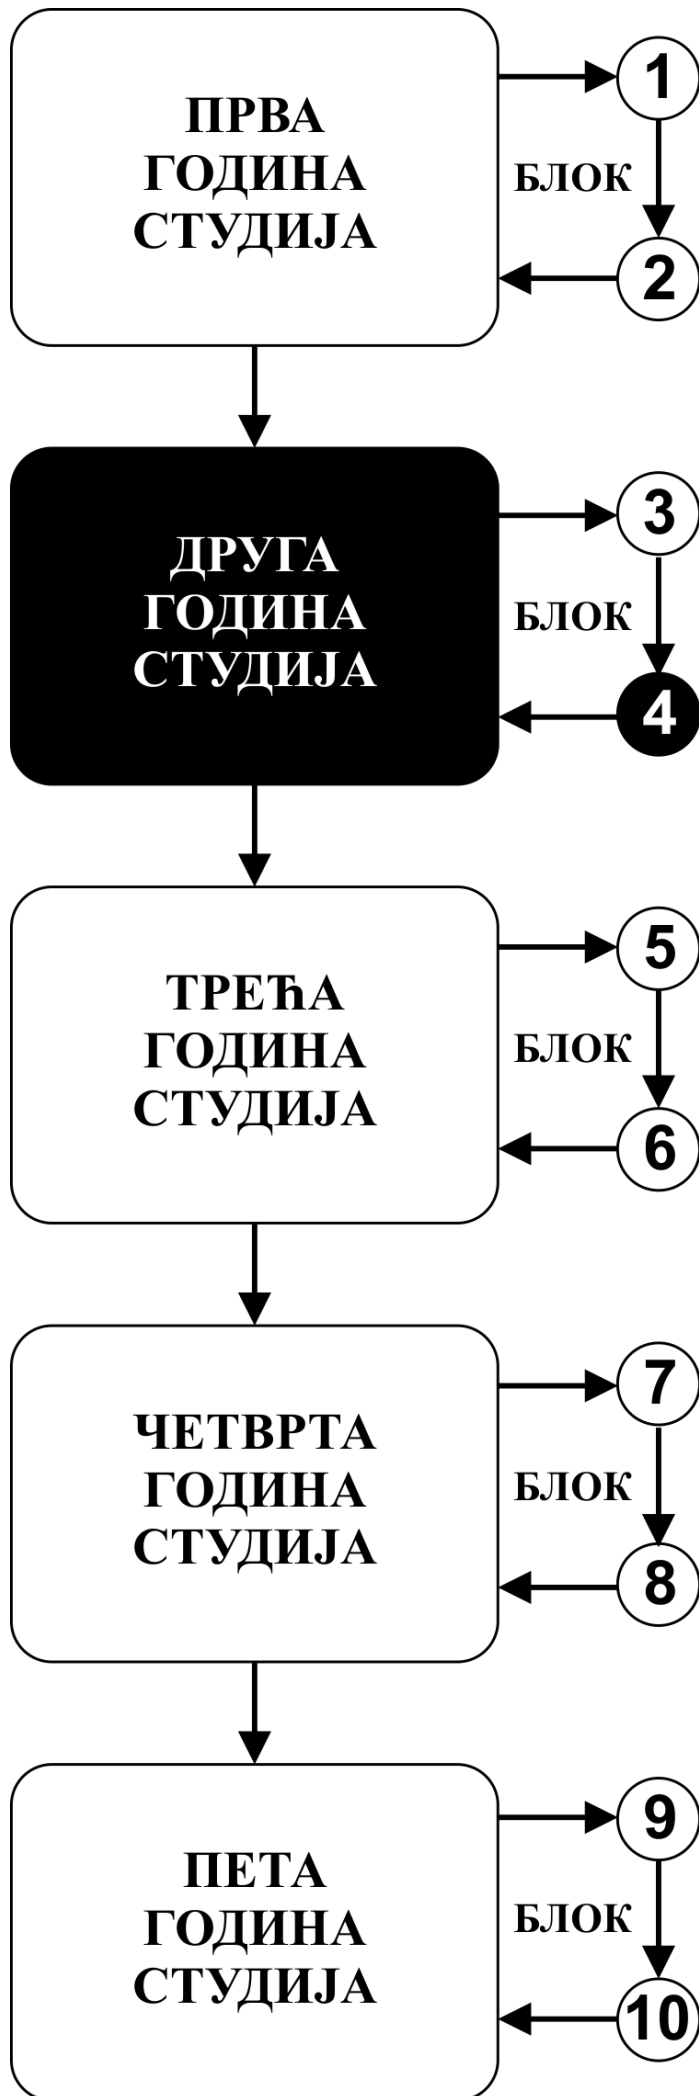 ПРВА
ГОДИНА
СТУДИЈА
1
БЛОК
2
ДРУГА
ГОДИНА
СТУДИЈА
3
БЛОК
4
ТРЕЋА
ГОДИНА
СТУДИЈА
5
БЛОК
6
ЧЕТВРТА
ГОДИНА
СТУДИЈА
7
БЛОК
8
ПЕТА
ГОДИНА
СТУДИЈА
9
БЛОК
10